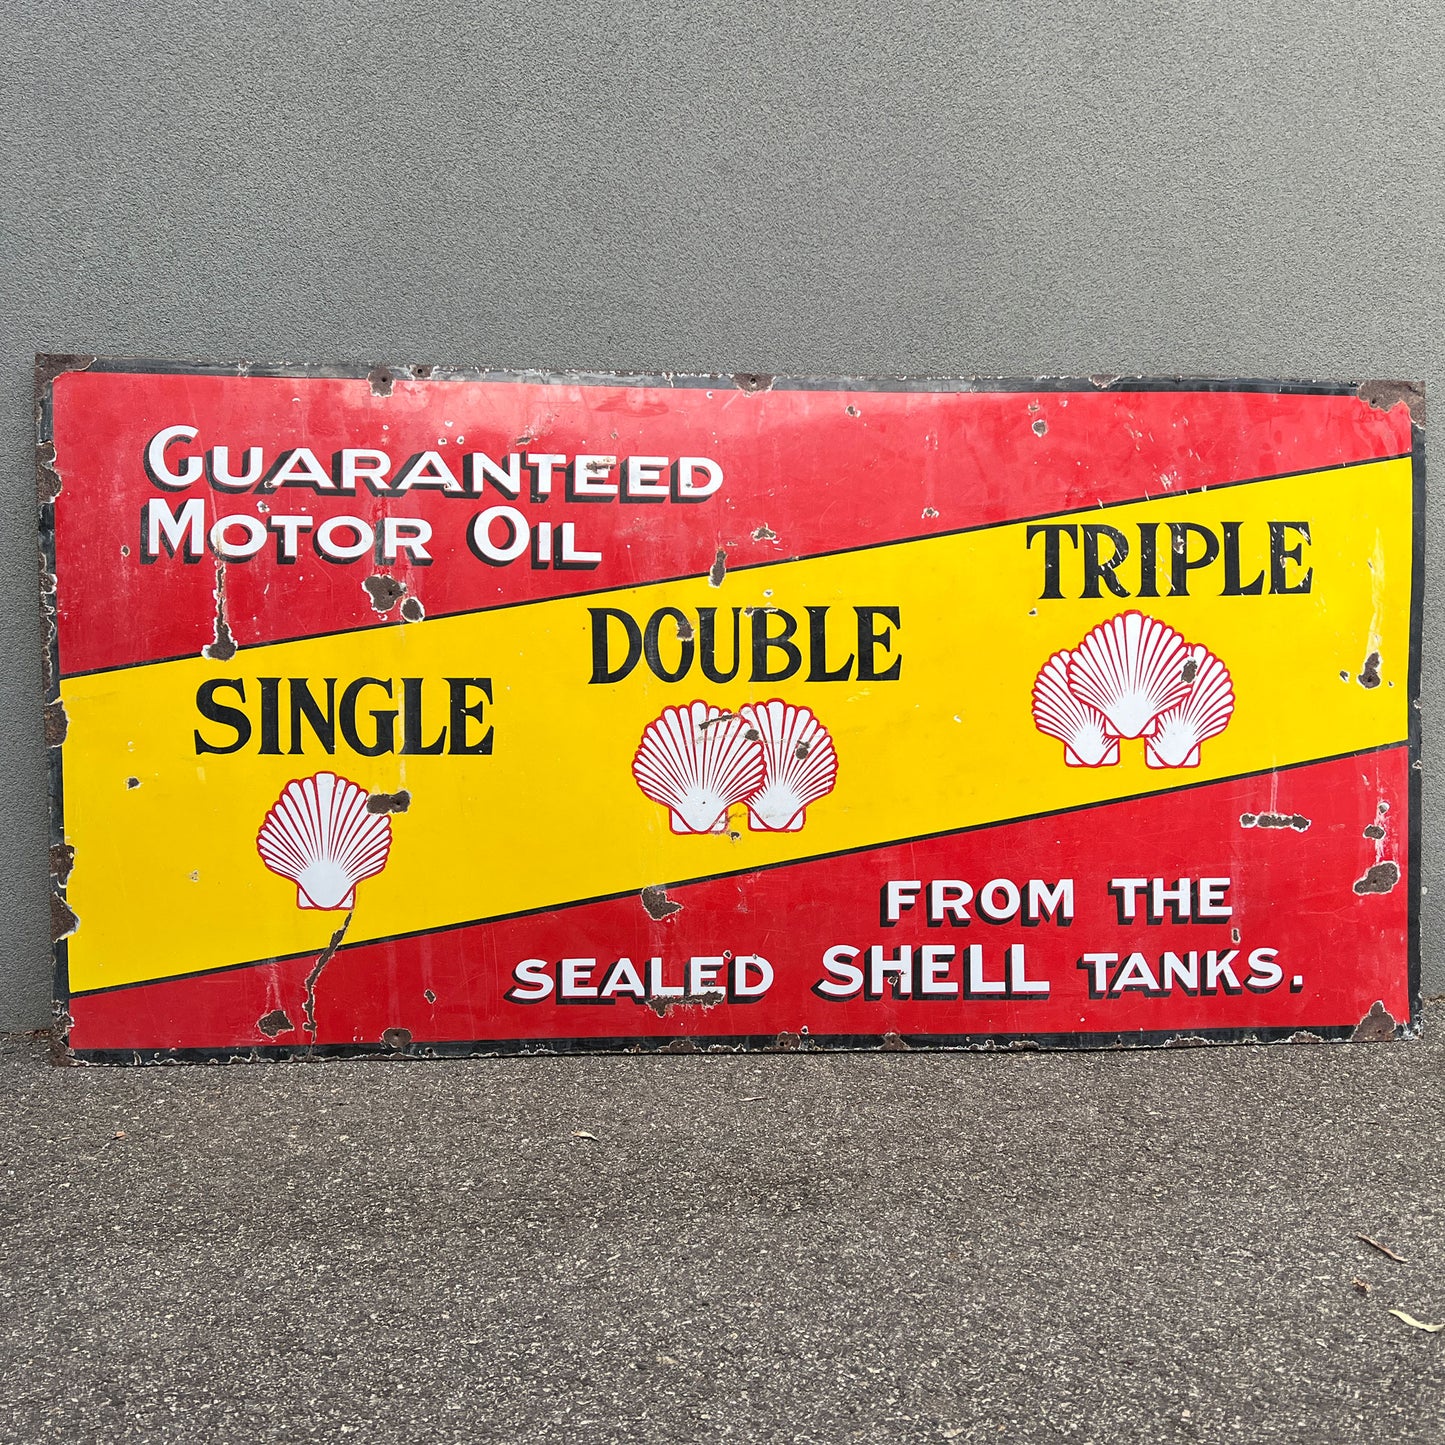 GUARANTEED
MOTOR OIL
SINGLE
DOUBLE
TRIPLE
FROM THE
SEALED SHELL TANKS.